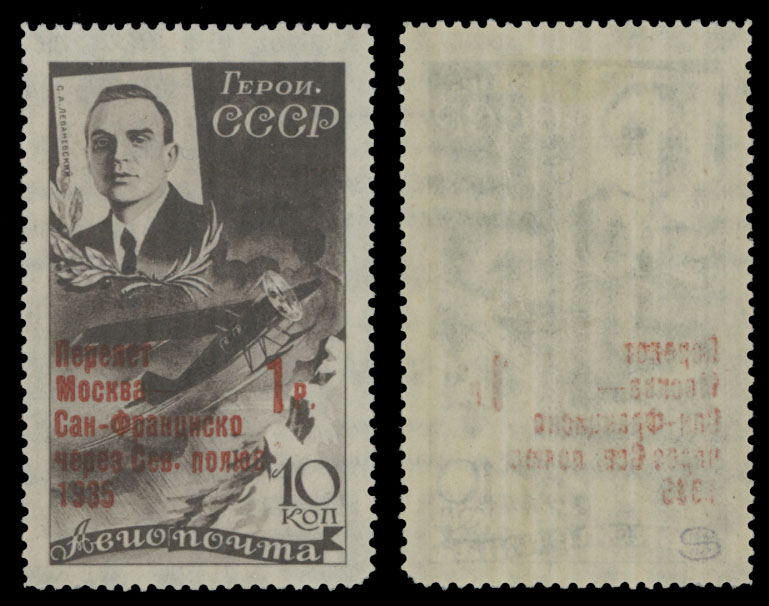 Герои.
СССР
С. А. ЛЕВАНЕВСКИЙ
Перелет
Москва —
Сан-Франциско
через Сев. полюс
1935
1 р.
10
КОП
Авиопочта